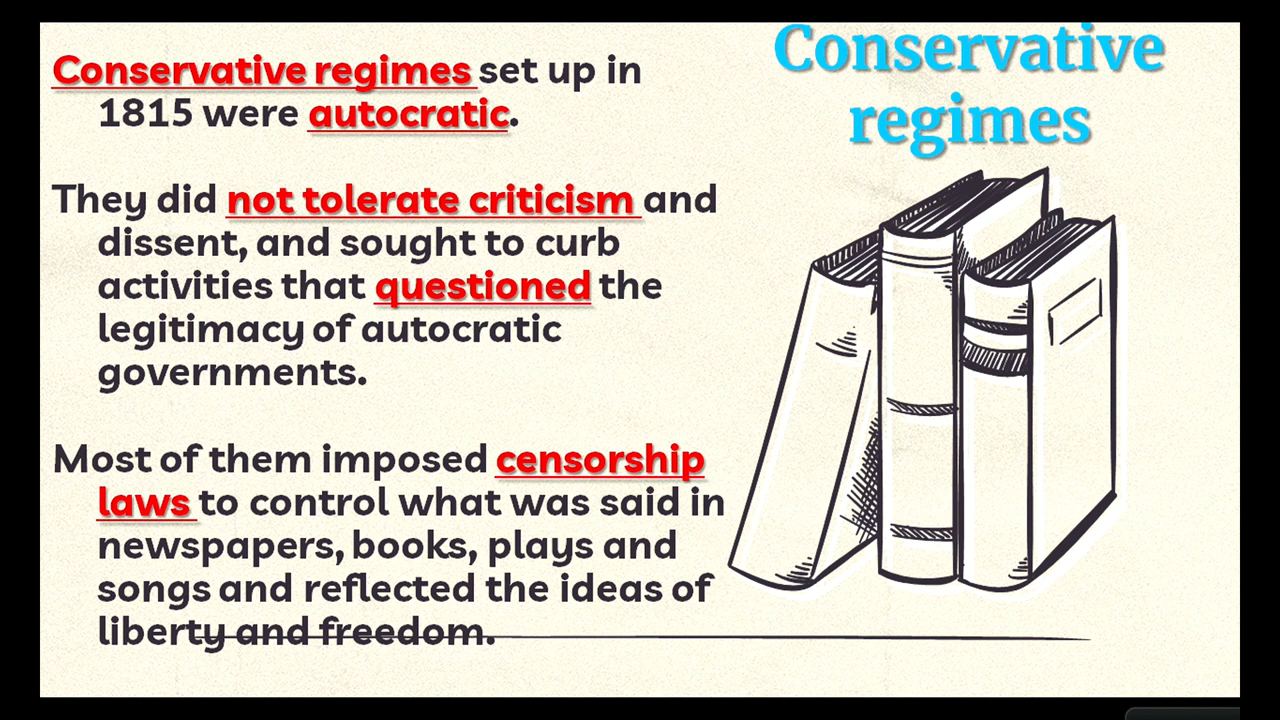 Conservative
regimes
Conservative regimes set up in
1815 were autocratic.
They did not tolerate criticism and
dissent, and sought to curb
activities that questioned the
legitimacy of autocratic
governments.
Most of them imposed censorship
laws to control what was said in
newspapers, books, plays and
songs and reflected the ideas of
liberty and freedom.